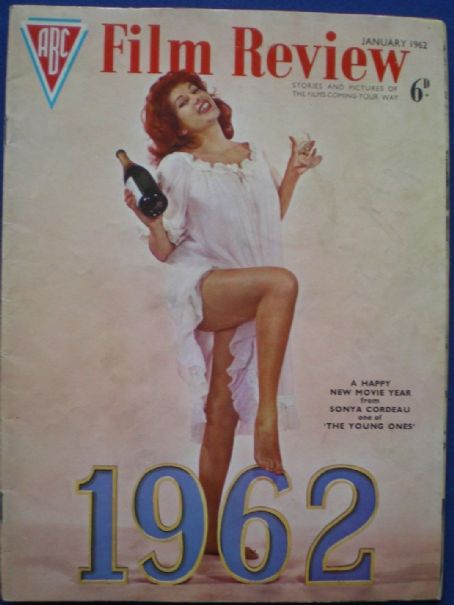 ABC
Film Review
JANUARY 1962
STORIES AND PICTURES OF
THE FILMS COMING YOUR WAY
6D.
A HAPPY
NEW MOVIE YEAR
from
SONYA CORDEAU
one of
'THE YOUNG ONES'
1962